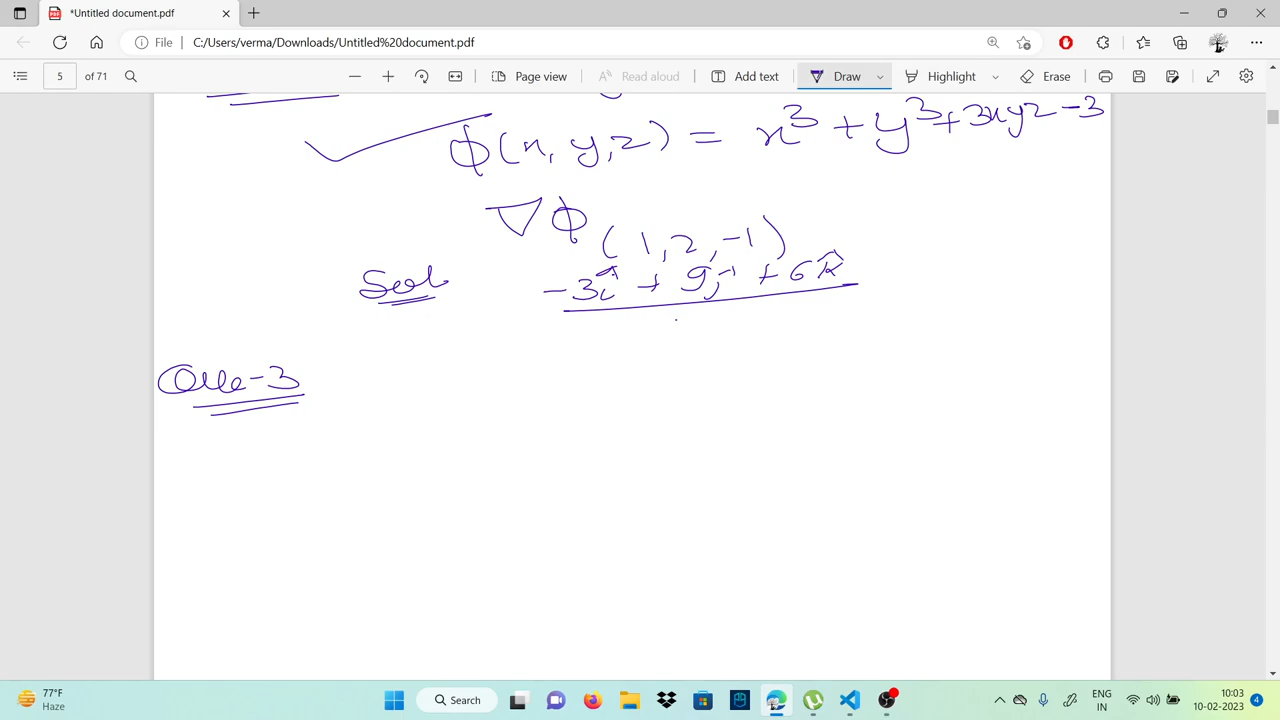 *Untitled document.pdf
File C:/Users/verma/Downloads/Untitled%20document.pdf
5 of 71 Page view Read aloud Add text Draw Highlight Erase
ϕ(x, y, z) = x³ + y³ + 3xyz - 3
∇ϕ (1, 2, -1)
Sol -3î + 9ĵ + 6k̂
Que-3
77°F
Haze
Search
ENG
IN
10:03
10-02-2023
4